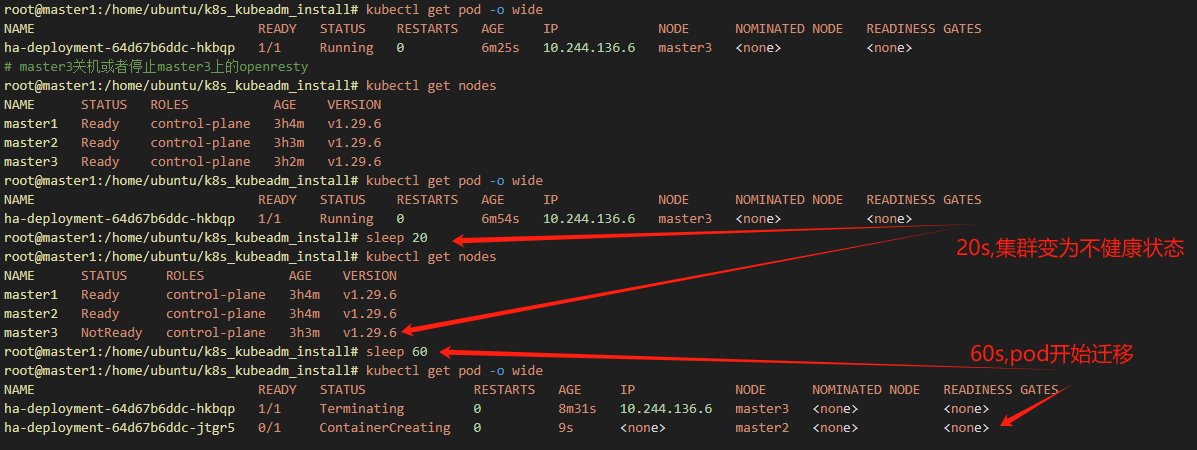 root@master1:/home/ubuntu/k8s_kubeadm_install# kubectl get pod -o wide
NAME READY STATUS RESTARTS AGE IP NODE NOMINATED NODE READINESS GATES
ha-deployment-64d67b6ddc-hkbqp 1/1 Running 0 6m25s 10.244.136.6 master3 <none> <none>
# master3关机或者停止master3上的openresty
root@master1:/home/ubuntu/k8s_kubeadm_install# kubectl get nodes
NAME STATUS ROLES AGE VERSION
master1 Ready control-plane 3h4m v1.29.6
master2 Ready control-plane 3h3m v1.29.6
master3 Ready control-plane 3h2m v1.29.6
root@master1:/home/ubuntu/k8s_kubeadm_install# kubectl get pod -o wide
NAME READY STATUS RESTARTS AGE IP NODE NOMINATED NODE READINESS GATES
ha-deployment-64d67b6ddc-hkbqp 1/1 Running 0 6m54s 10.244.136.6 master3 <none> <none>
root@master1:/home/ubuntu/k8s_kubeadm_install# sleep 20
20s,集群变为不健康状态
root@master1:/home/ubuntu/k8s_kubeadm_install# kubectl get nodes
NAME STATUS ROLES AGE VERSION
master1 Ready control-plane 3h4m v1.29.6
master2 Ready control-plane 3h4m v1.29.6
master3 NotReady control-plane 3h3m v1.29.6
root@master1:/home/ubuntu/k8s_kubeadm_install# sleep 60
60s,pod开始迁移
root@master1:/home/ubuntu/k8s_kubeadm_install# kubectl get pod -o wide
NAME READY STATUS RESTARTS AGE IP NODE NOMINATED NODE READINESS GATES
ha-deployment-64d67b6ddc-hkbqp 1/1 Terminating 0 8m31s 10.244.136.6 master3 <none> <none>
ha-deployment-64d67b6ddc-jtgr5 0/1 ContainerCreating 0 9s <none> master2 <none> <none>